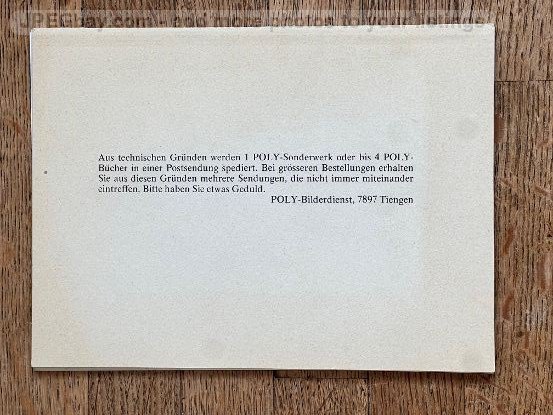 Aus technischen Gründen werden 1 POLY-Sonderwerk oder bis 4 POLY-
Bücher in einer Postsendung spediert. Bei grösseren Bestellungen erhalten
Sie aus diesen Gründen mehrere Sendungen, die nicht immer miteinander
eintreffen. Bitte haben Sie etwas Geduld.
POLY-Bilderdienst, 7897 Tiengen